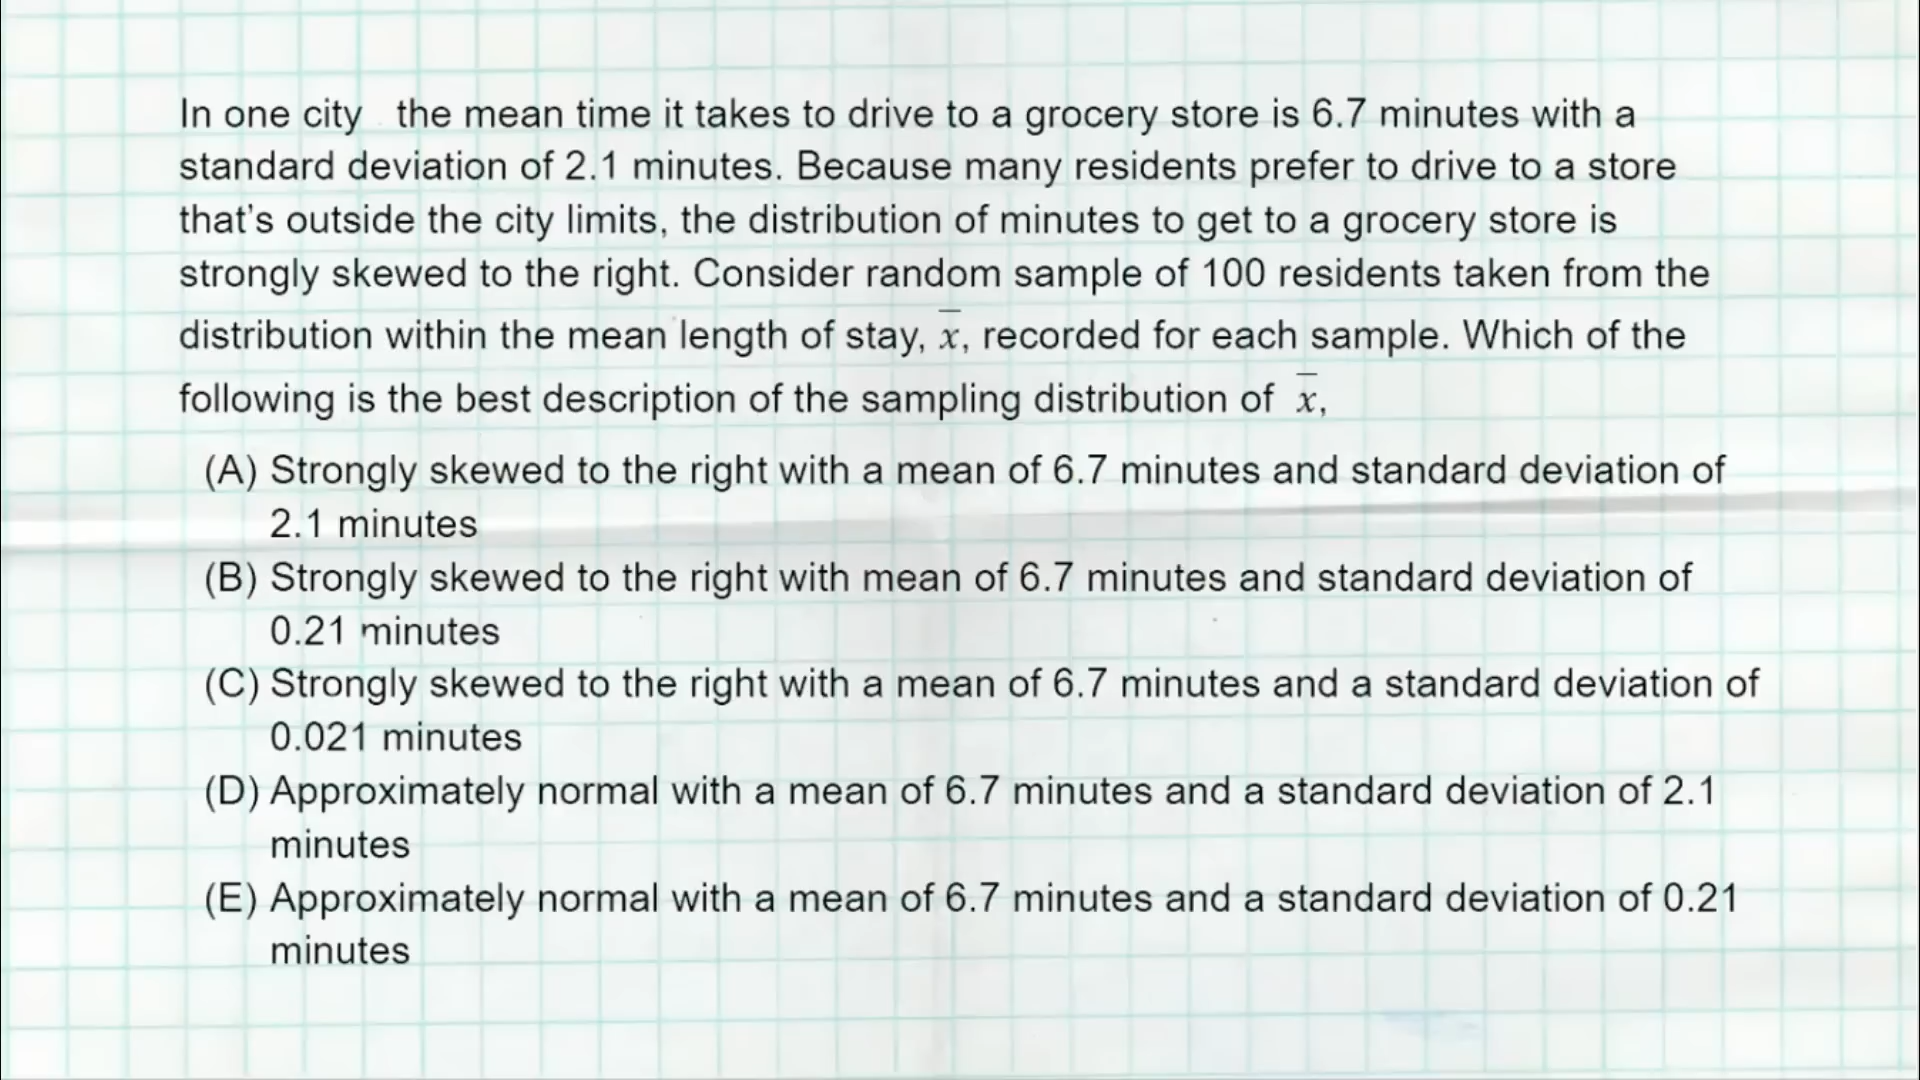 In one city the mean time it takes to drive to a grocery store is 6.7 minutes with a
standard deviation of 2.1 minutes. Because many residents prefer to drive to a store
that's outside the city limits, the distribution of minutes to get to a grocery store is
strongly skewed to the right. Consider random sample of 100 residents taken from the
distribution within the mean length of stay, x̅, recorded for each sample. Which of the
following is the best description of the sampling distribution of x̅,
(A) Strongly skewed to the right with a mean of 6.7 minutes and standard deviation of
2.1 minutes
(B) Strongly skewed to the right with mean of 6.7 minutes and standard deviation of
0.21 minutes
(C) Strongly skewed to the right with a mean of 6.7 minutes and a standard deviation of
0.021 minutes
(D) Approximately normal with a mean of 6.7 minutes and a standard deviation of 2.1
minutes
(E) Approximately normal with a mean of 6.7 minutes and a standard deviation of 0.21
minutes